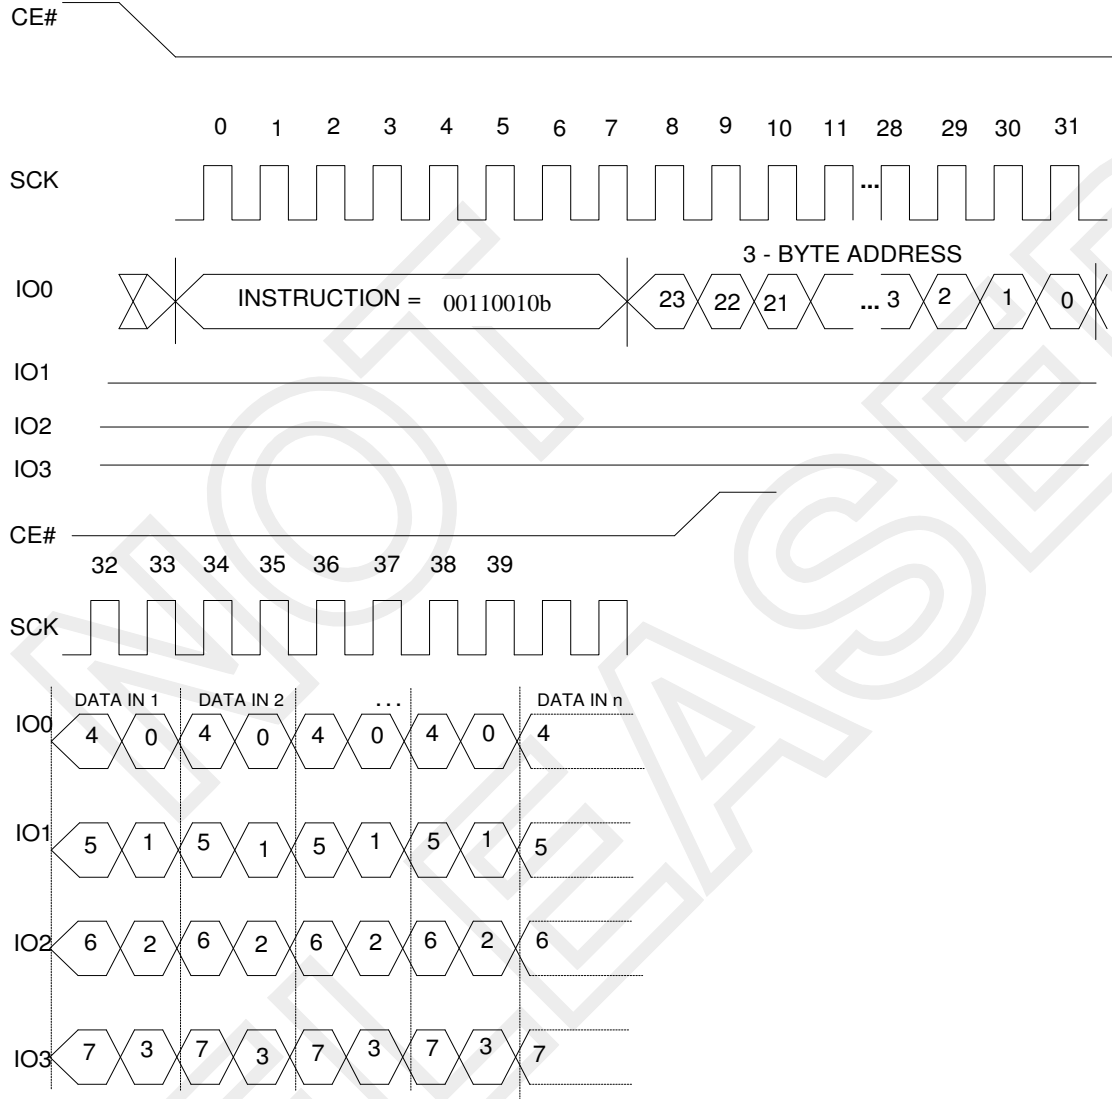 CE#
0 1 2 3 4 5 6 7 8 9 10 11 28 29 30 31
SCK ...
3 - BYTE ADDRESS
IO0 INSTRUCTION = 00110010b 23 22 21 ... 3 2 1 0
IO1
IO2
IO3
CE#
32 33 34 35 36 37 38 39
SCK
DATA IN 1 DATA IN 2 ... DATA IN n
IO0 4 0 4 0 4 0 4 0 4
IO1 5 1 5 1 5 1 5 1 5
IO2 6 2 6 2 6 2 6 2 6
IO3 7 3 7 3 7 3 7 3 7
NOT
RELEASED